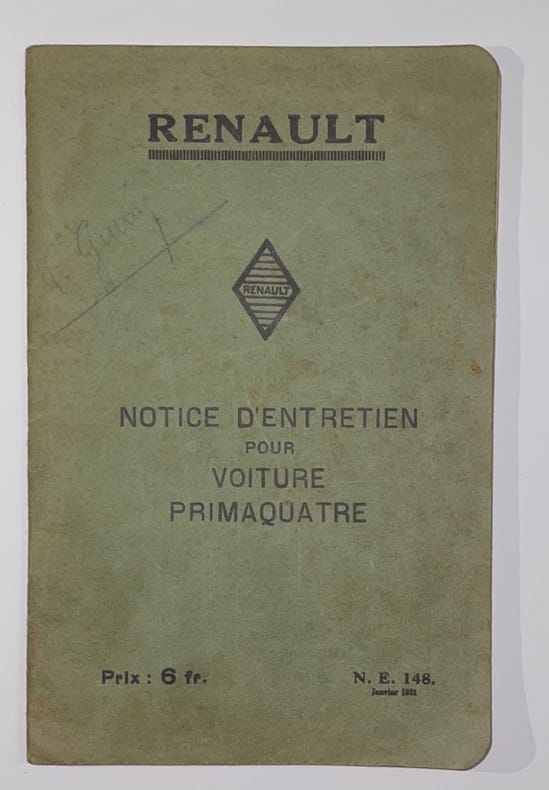 RENAULT
RENAULT
NOTICE D'ENTRETIEN
POUR
VOITURE
PRIMAQUATRE
Prix : 6 fr.
N. E. 148.
Janvier 1931